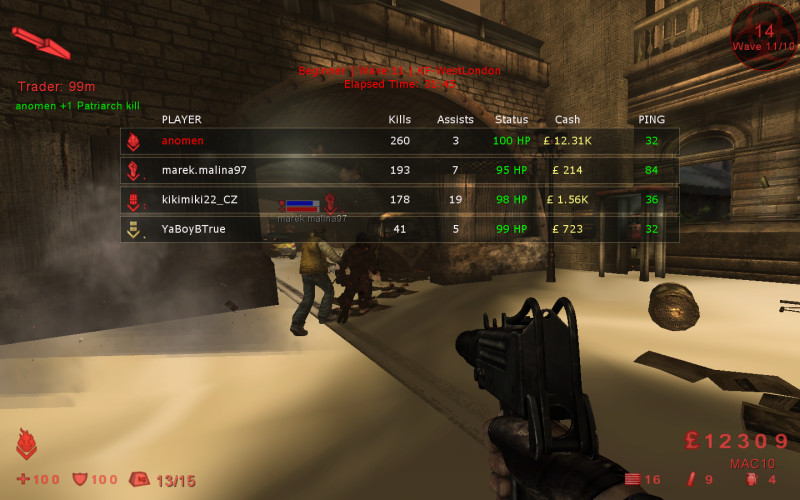 14
Wave 11/10
Trader: 99m
anomen +1 Patriarch kill
WestLondon
Elapsed Time:
PLAYER Kills Assists Status Cash PING
anomen 260 3 100 HP £ 12.31K 32
marek.malina97 193 7 95 HP £ 214 84
kikimiki22_CZ 178 19 98 HP £ 1.56K 36
YaBoyBTrue 41 5 99 HP £ 723 32
marek.malina97
£12309
MAC10
+100 100 13/15 16 9 4